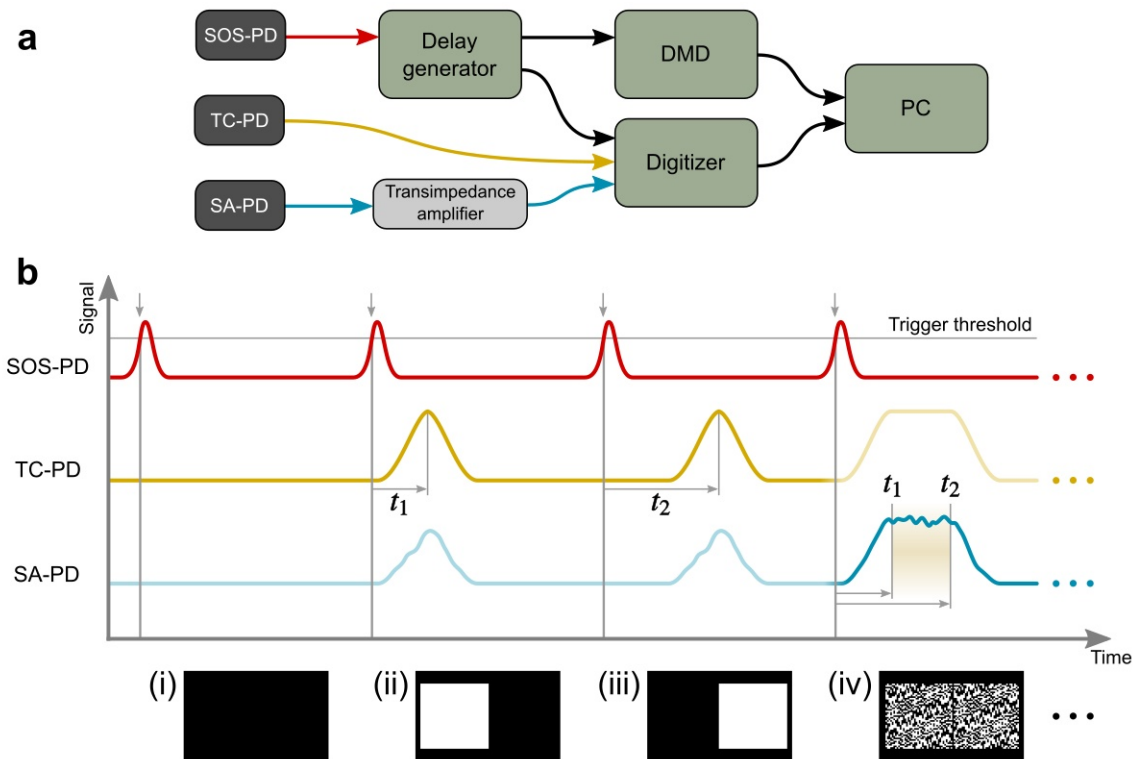 a
SOS-PD
Delay
generator
DMD
PC
TC-PD
Digitizer
SA-PD
Transimpedance
amplifier
b
Signal
Trigger threshold
SOS-PD
TC-PD
t₁
t₂
t₁
t₂
SA-PD
Time
(i)
(ii)
(iii)
(iv)